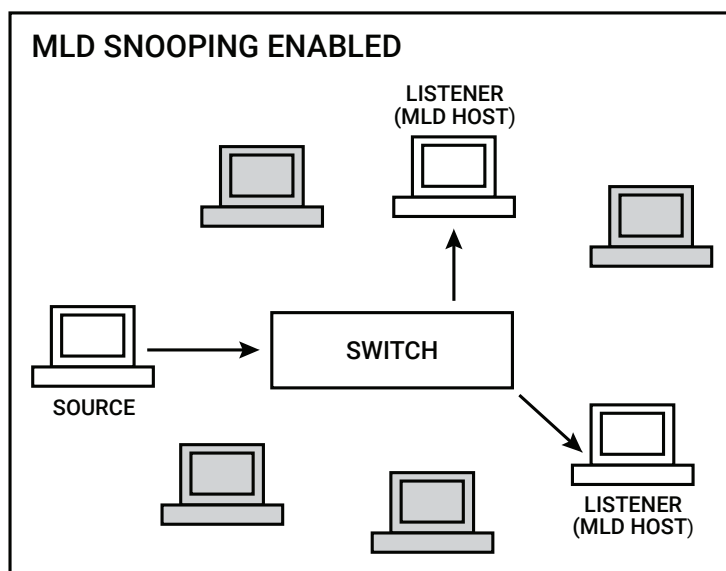 MLD SNOOPING ENABLED
LISTENER
(MLD HOST)
SWITCH
SOURCE
LISTENER
(MLD HOST)